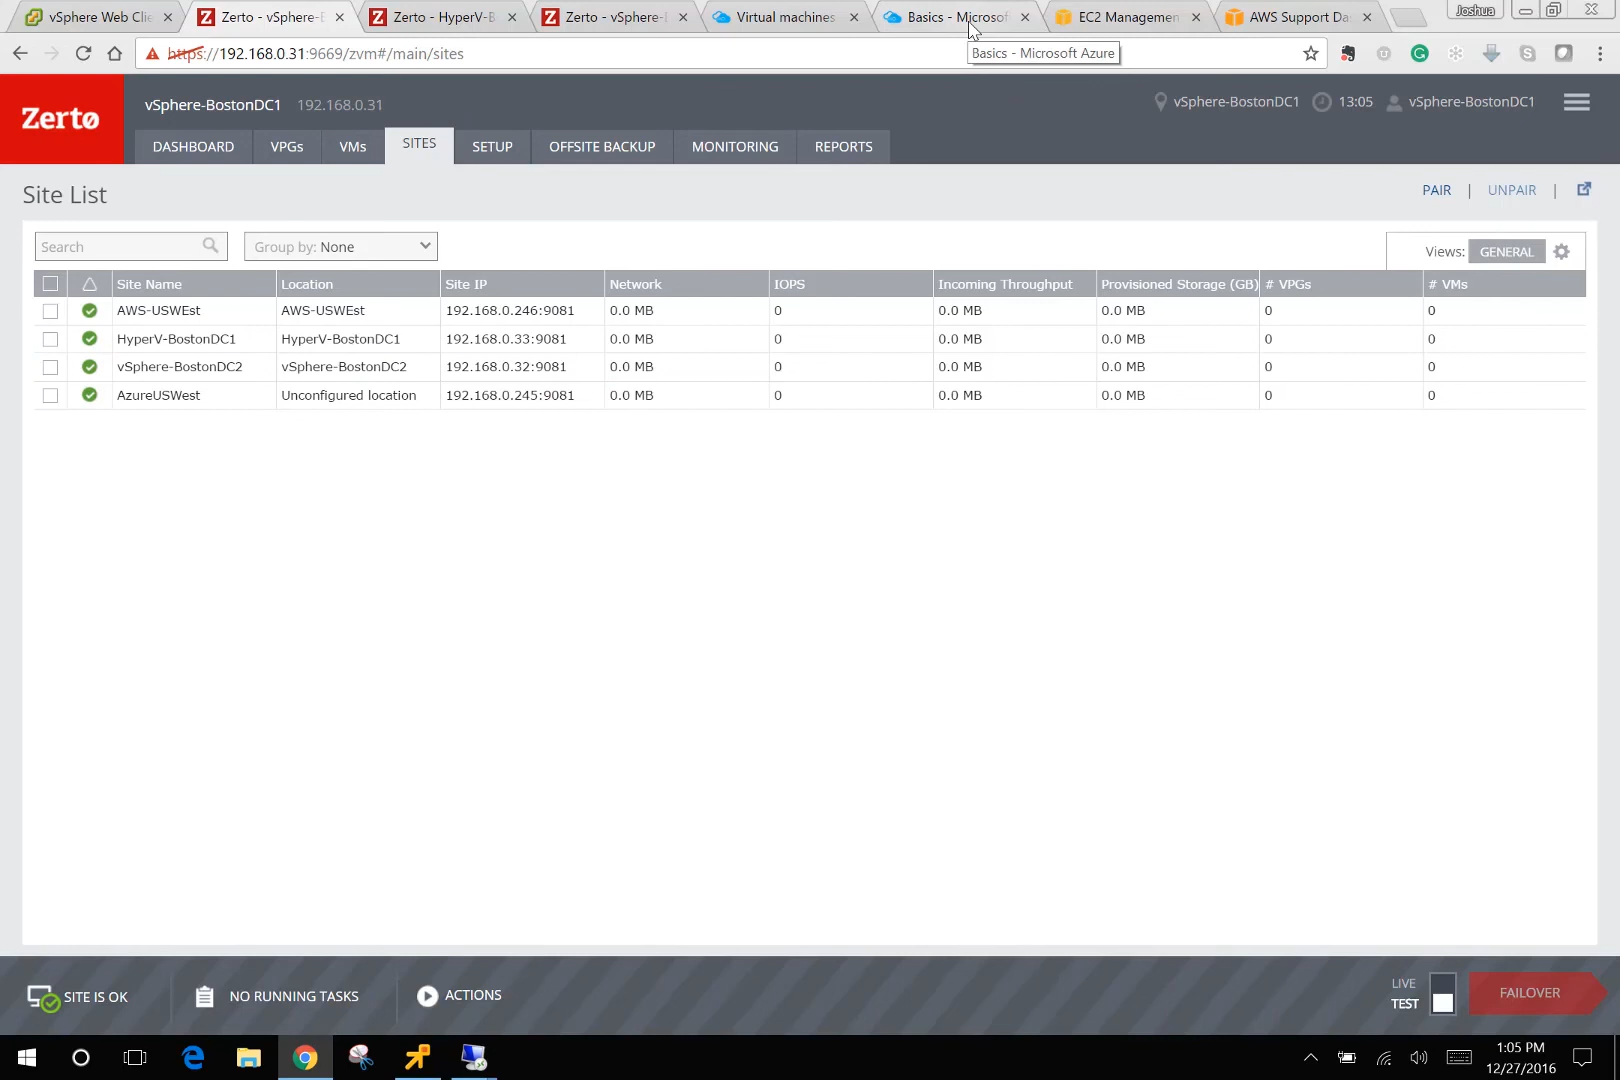 vSphere Web Clie
Zerto - vSphere-B
Zerto - HyperV-B
Zerto - vSphere-
Virtual machines
Basics - Microsof
EC2 Managemen
AWS Support Da
Joshua
https://192.168.0.31:9669/zvm#/main/sites
Basics - Microsoft Azure
Zerto
vSphere-BostonDC1 192.168.0.31
vSphere-BostonDC1 13:05 vSphere-BostonDC1
DASHBOARD VPGs VMs SITES SETUP OFFSITE BACKUP MONITORING REPORTS
Site List
PAIR | UNPAIR |
Search
Group by: None
Views: GENERAL
Site Name Location Site IP Network IOPS Incoming Throughput Provisioned Storage (GB) # VPGs # VMs
AWS-USWEst AWS-USWEst 192.168.0.246:9081 0.0 MB 0 0.0 MB 0.0 MB 0 0
HyperV-BostonDC1 HyperV-BostonDC1 192.168.0.33:9081 0.0 MB 0 0.0 MB 0.0 MB 0 0
vSphere-BostonDC2 vSphere-BostonDC2 192.168.0.32:9081 0.0 MB 0 0.0 MB 0.0 MB 0 0
AzureUSWest Unconfigured location 192.168.0.245:9081 0.0 MB 0 0.0 MB 0.0 MB 0 0
SITE IS OK
NO RUNNING TASKS
ACTIONS
LIVE
TEST
FAILOVER
1:05 PM
12/27/2016